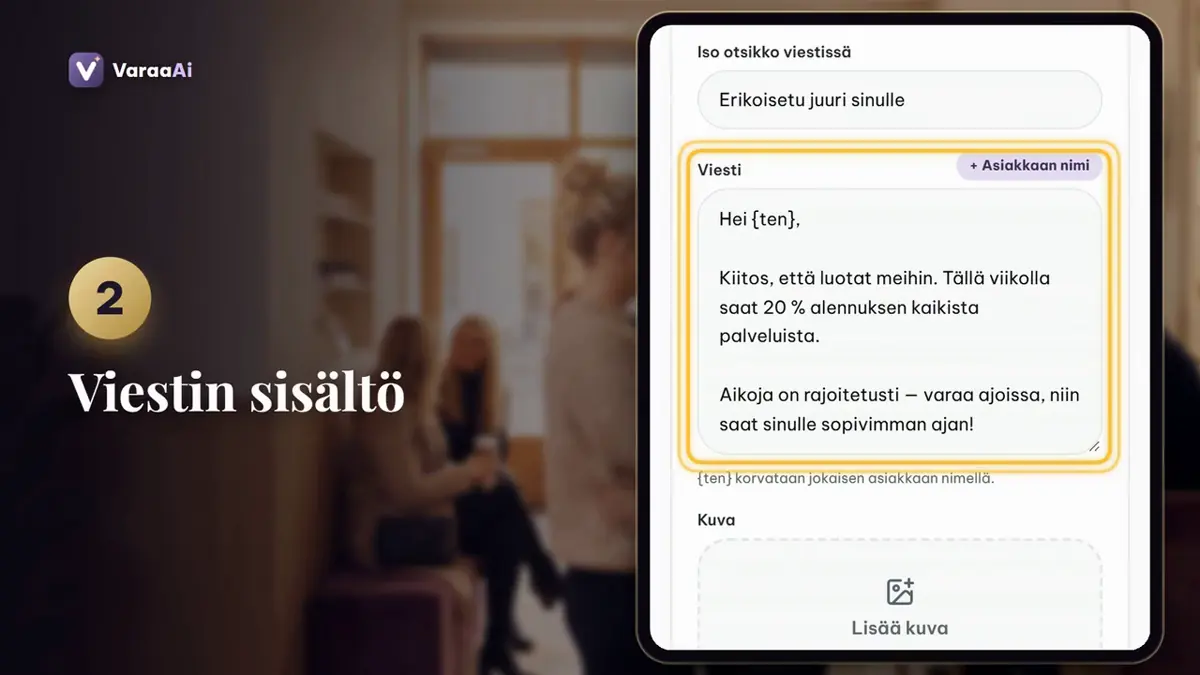 VaraaAi
2
Viestin sisältö
Iso otsikko viestissä
Erikoisetu juuri sinulle
Viesti
+ Asiakkaan nimi
Hei {ten},
Kiitos, että luotat meihin. Tällä viikolla
saat 20 % alennuksen kaikista
palveluista.
Aikoja on rajoitetusti – varaa ajoissa, niin
saat sinulle sopivimman ajan!
{ten} korvataan jokaisen asiakkaan nimellä.
Kuva
Lisää kuva